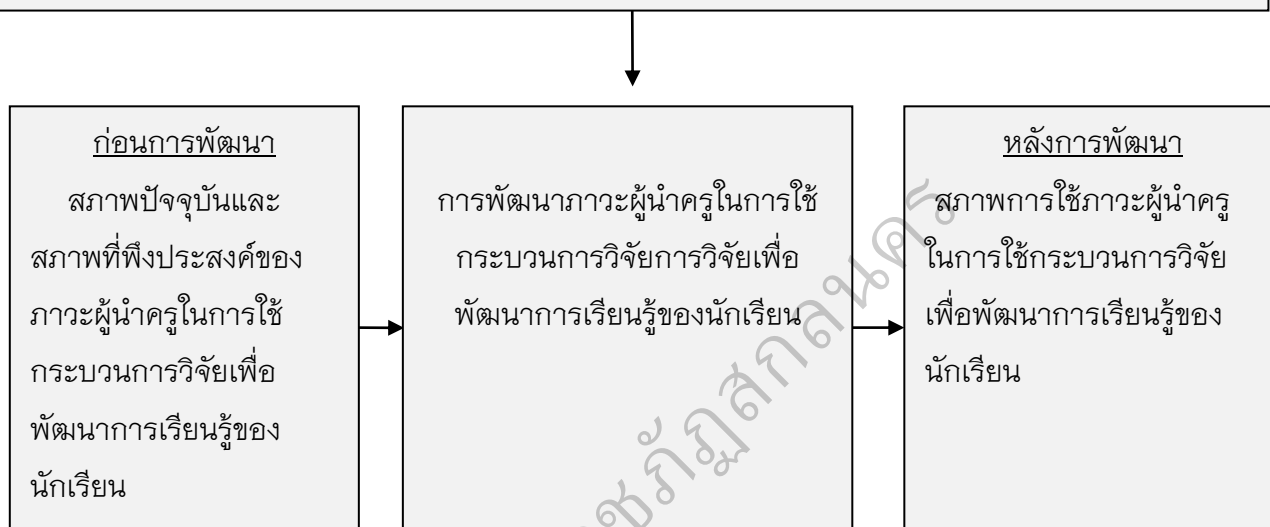 ก่อนการพัฒนา
สภาพปัจจุบันและ
สภาพที่พึงประสงค์ของ
ภาวะผู้นำครูในการใช้
กระบวนการวิจัยเพื่อ
พัฒนาการเรียนรู้ของ
นักเรียน
การพัฒนาภาวะผู้นำครูในการใช้
กระบวนการวิจัยการวิจัยเพื่อ
พัฒนาการเรียนรู้ของนักเรียน
หลังการพัฒนา
สภาพการใช้ภาวะผู้นำครู
ในการใช้กระบวนการวิจัย
เพื่อพัฒนาการเรียนรู้ของ
นักเรียน
ราชภัฏสกลนคร